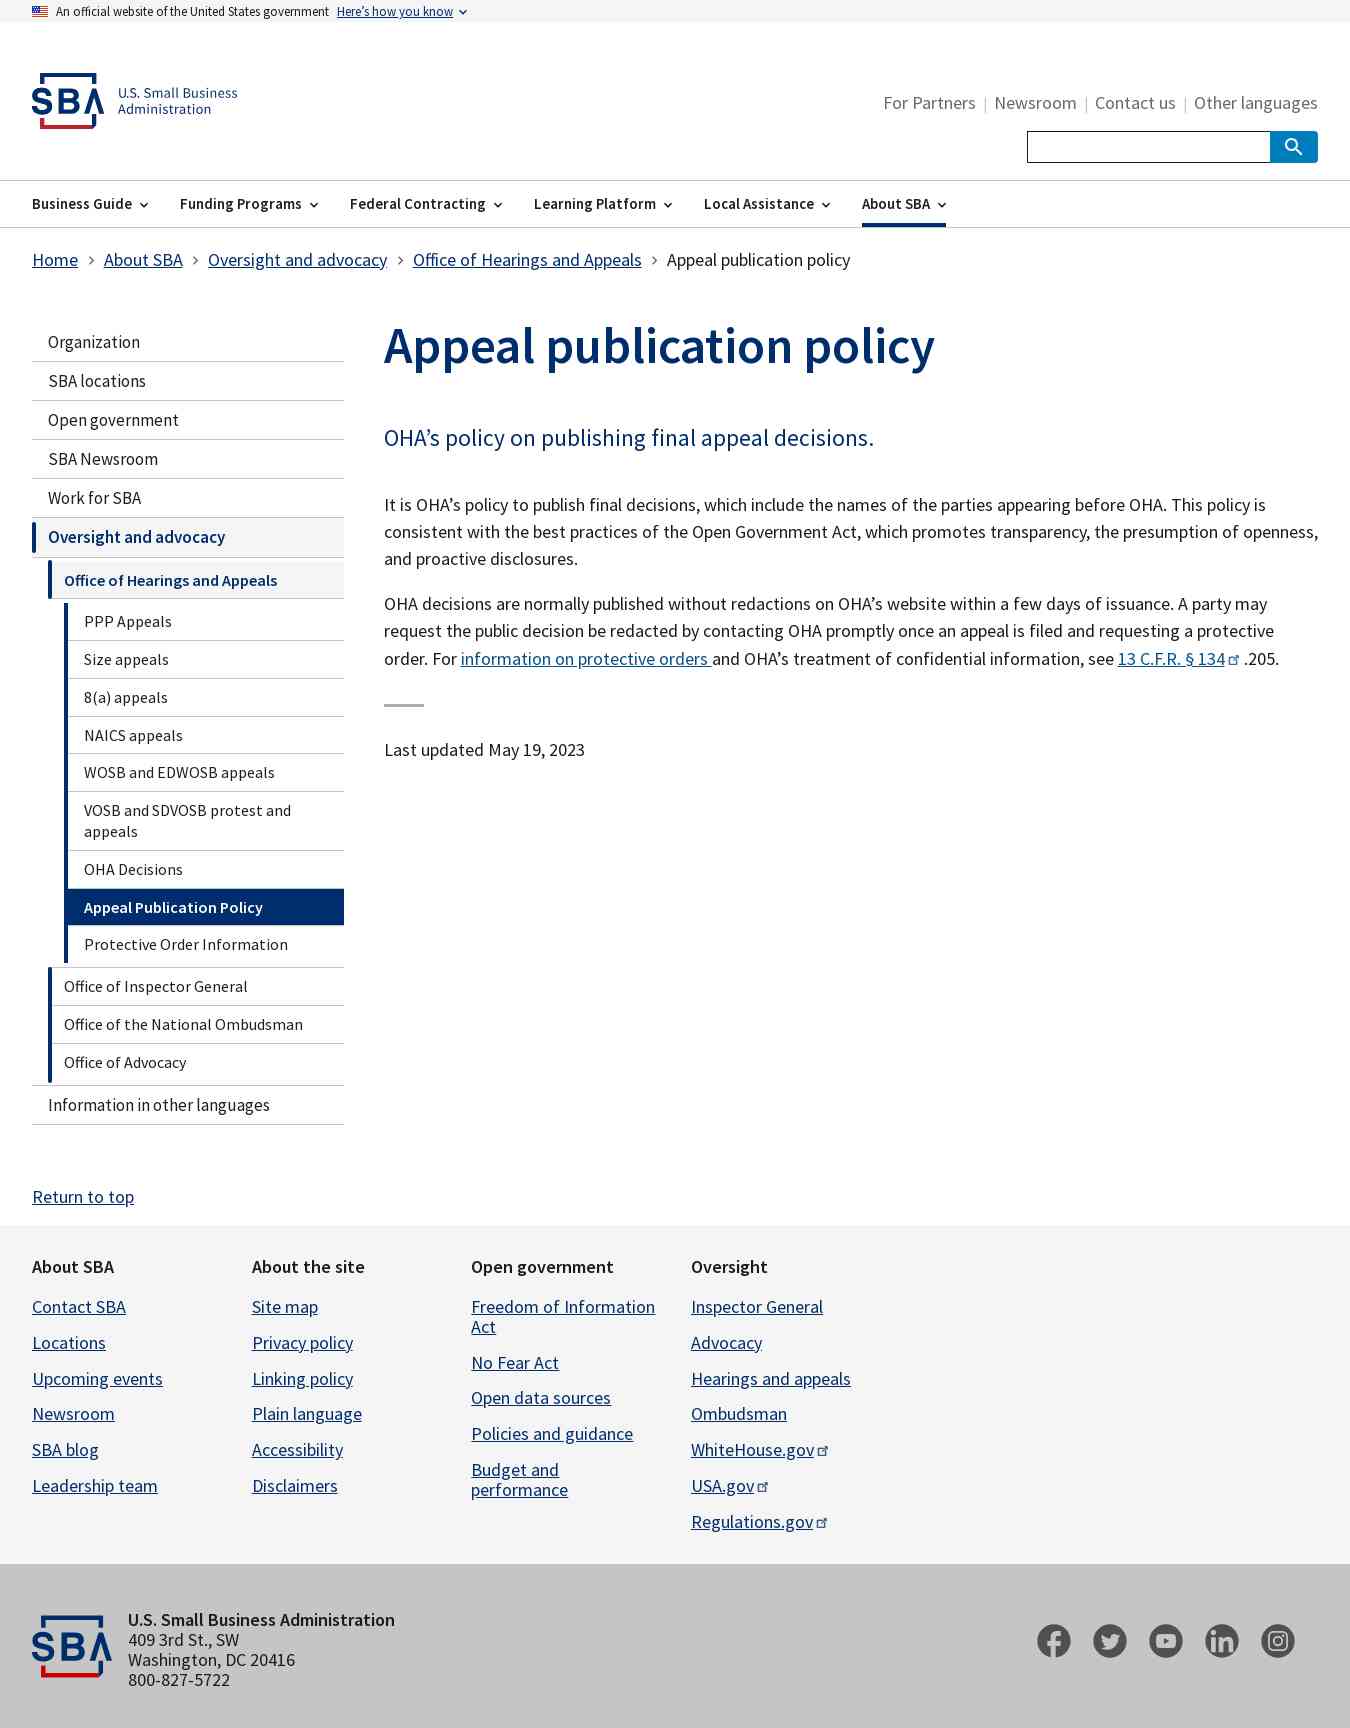 An official website of the United States government Here’s how you know
SBA U.S. Small Business
Administration
For Partners | Newsroom | Contact us | Other languages
Business Guide Funding Programs Federal Contracting Learning Platform Local Assistance About SBA
Home About SBA Oversight and advocacy Office of Hearings and Appeals Appeal publication policy
Organization
SBA locations
Open government
SBA Newsroom
Work for SBA
Oversight and advocacy
Office of Hearings and Appeals
PPP Appeals
Size appeals
8(a) appeals
NAICS appeals
WOSB and EDWOSB appeals
VOSB and SDVOSB protest and
appeals
OHA Decisions
Appeal Publication Policy
Protective Order Information
Office of Inspector General
Office of the National Ombudsman
Office of Advocacy
Information in other languages
Appeal publication policy
OHA’s policy on publishing final appeal decisions.
It is OHA’s policy to publish final decisions, which include the names of the parties appearing before OHA. This policy is
consistent with the best practices of the Open Government Act, which promotes transparency, the presumption of openness,
and proactive disclosures.
OHA decisions are normally published without redactions on OHA’s website within a few days of issuance. A party may
request the public decision be redacted by contacting OHA promptly once an appeal is filed and requesting a protective
order. For information on protective orders and OHA’s treatment of confidential information, see 13 C.F.R. § 134 .205.
Last updated May 19, 2023
Return to top
About SBA
Contact SBA
Locations
Upcoming events
Newsroom
SBA blog
Leadership team
About the site
Site map
Privacy policy
Linking policy
Plain language
Accessibility
Disclaimers
Open government
Freedom of Information
Act
No Fear Act
Open data sources
Policies and guidance
Budget and
performance
Oversight
Inspector General
Advocacy
Hearings and appeals
Ombudsman
WhiteHouse.gov
USA.gov
Regulations.gov
SBA
U.S. Small Business Administration
409 3rd St., SW
Washington, DC 20416
800-827-5722